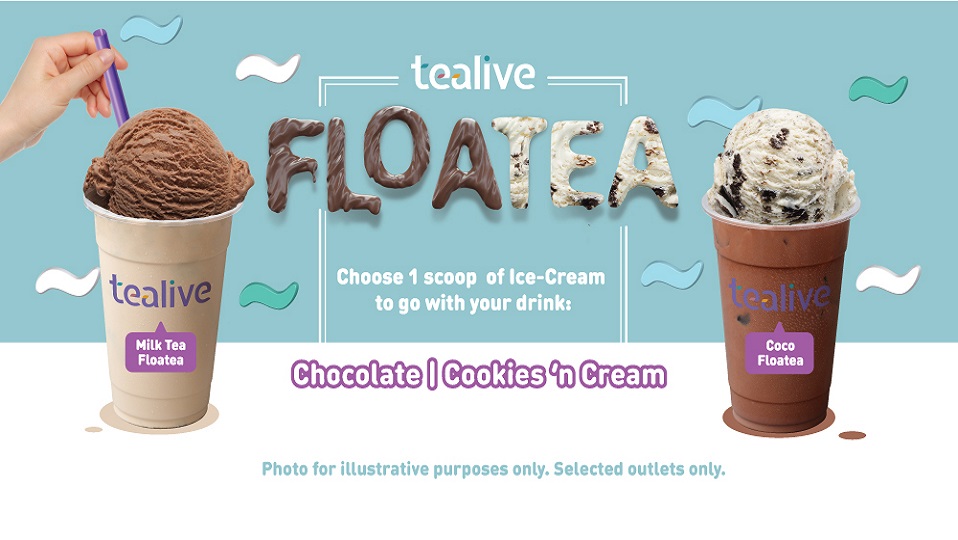 tealive
FLOATEA
Choose 1 scoop of Ice-Cream
to go with your drink:
tealive
Milk Tea
Floatea
tealive
Coco
Floatea
Chocolate | Cookies 'n Cream
Photo for illustrative purposes only. Selected outlets only.